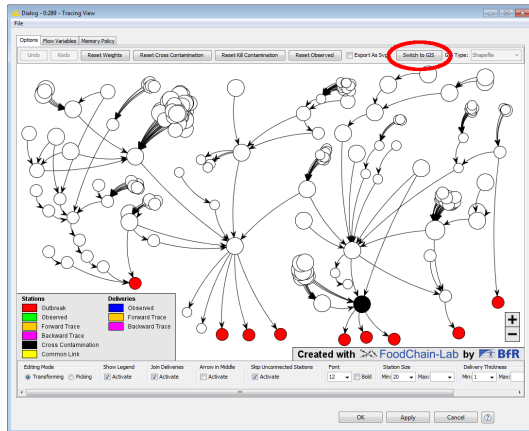 Dialog - 0:289 - Tracing View
File
Options Flow Variables Memory Policy
Undo Redo Reset Weights Reset Cross Contamination Reset Kill Contamination Reset Observed Export As Svg Switch to GIS Type: Shapefile
Stations Deliveries
Outbreak Observed
Observed Forward Trace
Forward Trace Backward Trace
Backward Trace
Cross Contamination
Common Link
+
−
Created with FoodChain-Lab by BfR
Editing Mode Show Legend Join Deliveries Arrow in Middle Skip Unconnected Stations Font Station Size Delivery Thickness
Transforming Picking Activate Activate Activate Activate 12 Bold Min: 20 Max: Min: 1 Max:
OK Apply Cancel ?